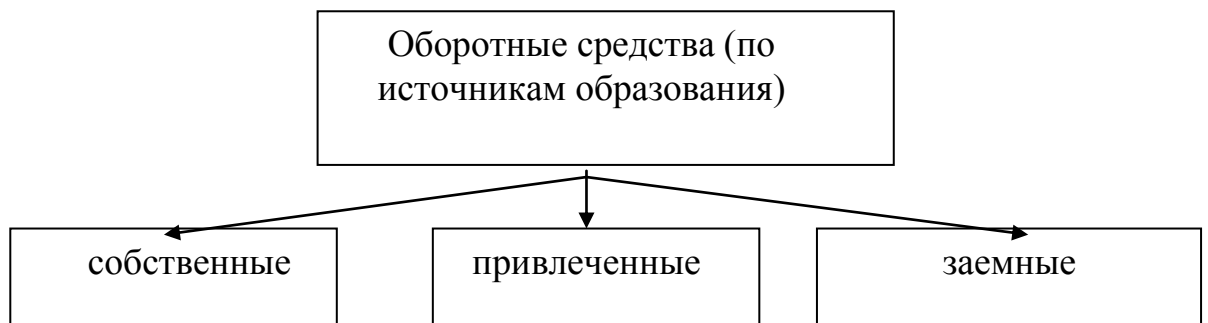 Оборотные средства (по
источникам образования)
собственные
привлеченные
заемные